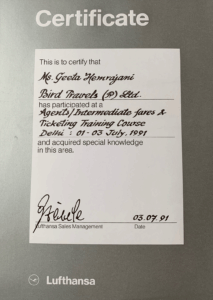 Certificate
This is to certify that
Ms. Geeta Hemrajani
Bird Travels (P) Ltd.
has participated at a
Agents/Intermediate fares &
Ticketing Training Course
Delhi : 01-03 July, 1991
and acquired special knowledge
in this area.
03.07.91
Lufthansa Sales Management Date
Lufthansa